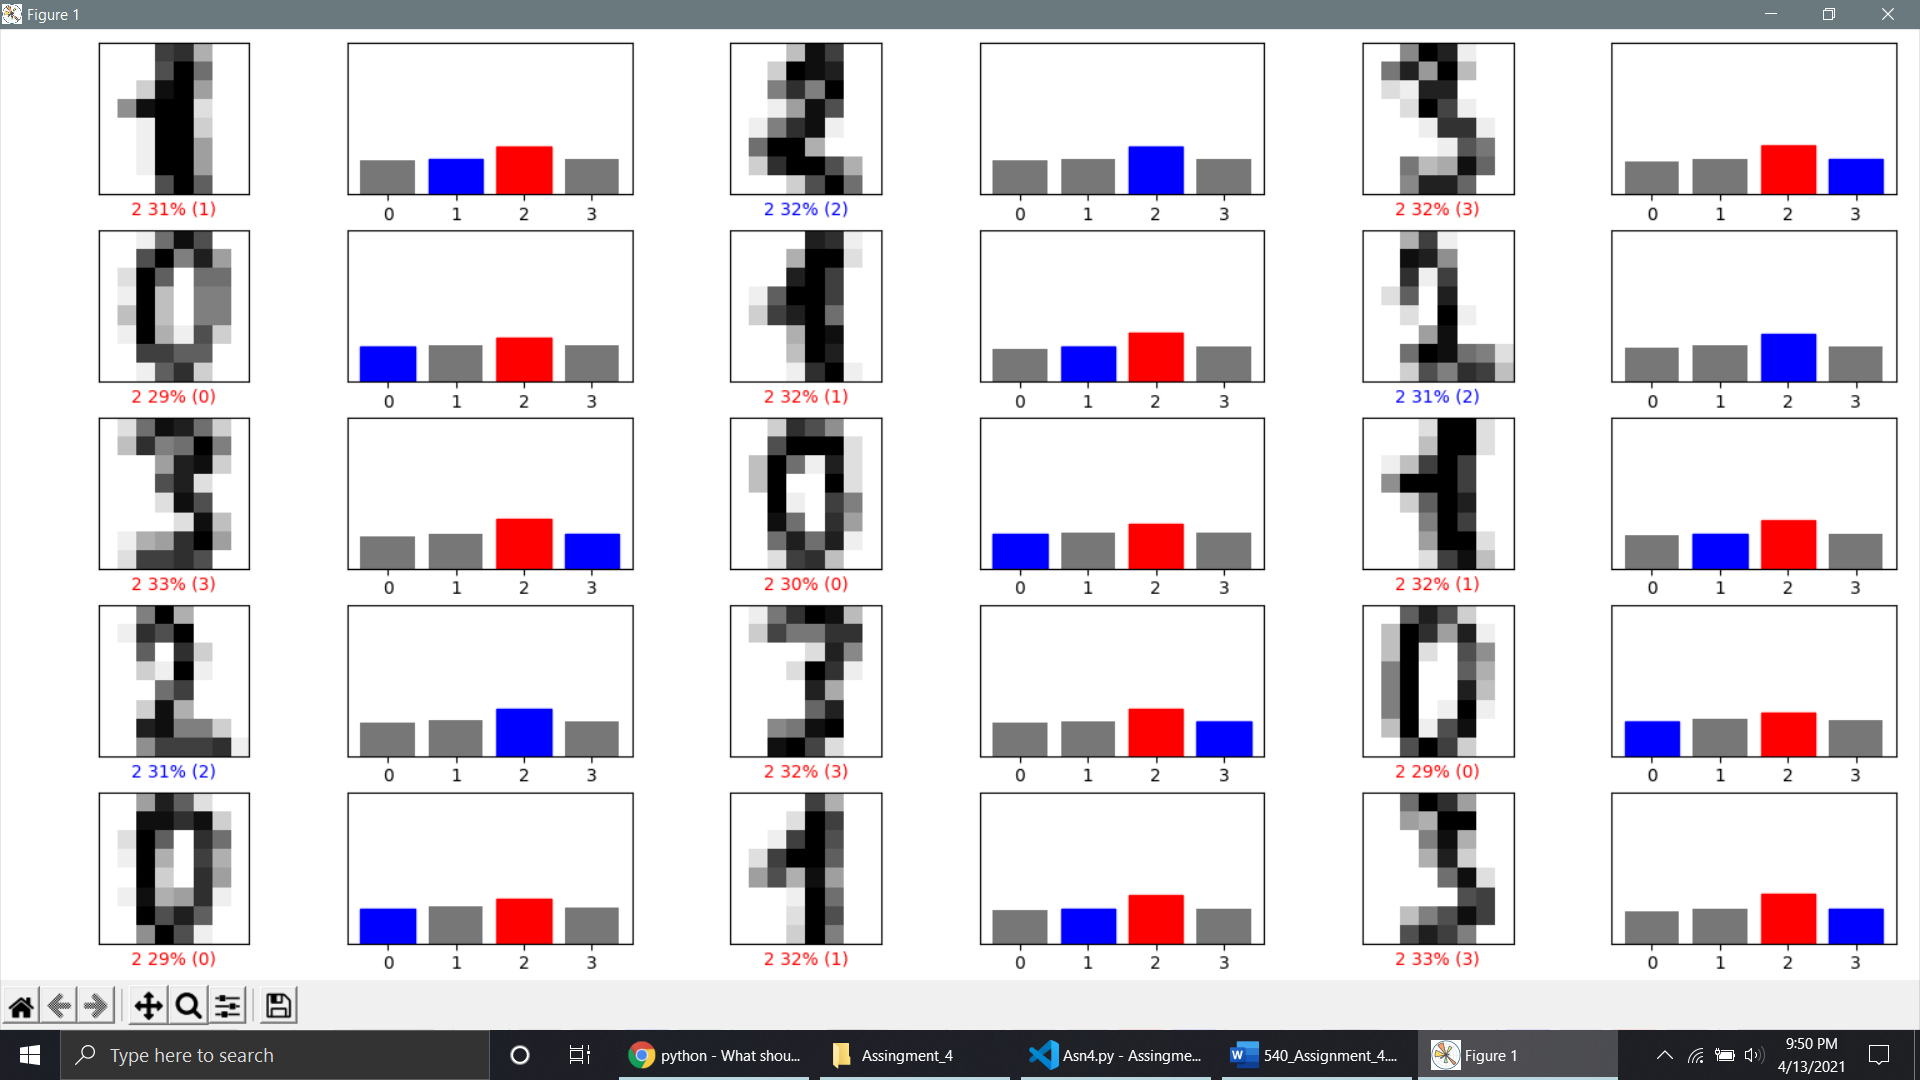 Figure 1
2 31% (1)
0 1 2 3
2 32% (2)
0 1 2 3
2 32% (3)
0 1 2 3
2 29% (0)
0 1 2 3
2 32% (1)
0 1 2 3
2 31% (2)
0 1 2 3
2 33% (3)
0 1 2 3
2 30% (0)
0 1 2 3
2 32% (1)
0 1 2 3
2 31% (2)
0 1 2 3
2 32% (3)
0 1 2 3
2 29% (0)
0 1 2 3
2 29% (0)
0 1 2 3
2 32% (1)
0 1 2 3
2 33% (3)
0 1 2 3
Type here to search
python - What shou...
Assingment_4
Asn4.py - Assingme...
540_Assignment_4....
Figure 1
9:50 PM
4/13/2021